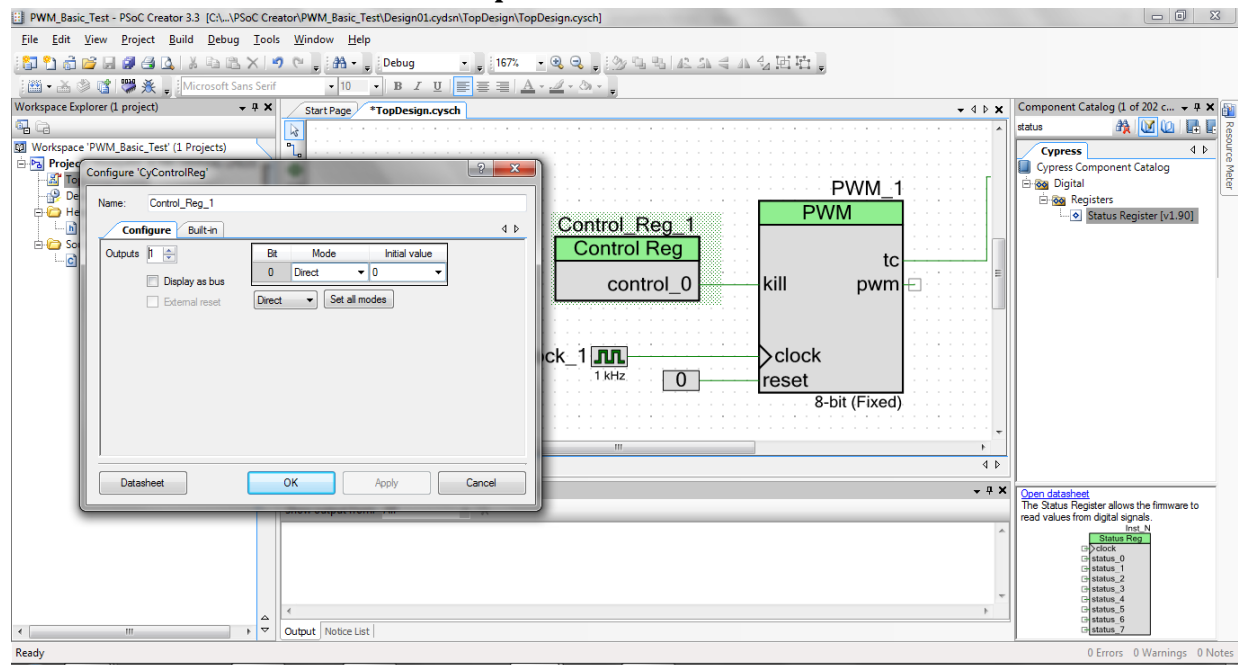 PWM_Basic_Test - PSoC Creator 3.3 [C:\...\PSoC Creator\PWM_Basic_Test\Design01.cydsn\TopDesign\TopDesign.cysch]
File Edit View Project Build Debug Tools Window Help
Debug 167%
Microsoft Sans Serif 10 B I U A
Workspace Explorer (1 project)
Workspace 'PWM_Basic_Test' (1 Projects)
Projec
To
De
He
h
So
c
Start Page *TopDesign.cysch
Configure 'CyControlReg'
Name: Control_Reg_1
Configure Built-in
Outputs 1
Display as bus
External reset
Bit Mode Initial value
0 Direct 0
Direct Set all modes
Datasheet OK Apply Cancel
Control_Reg_1
Control Reg
control_0
PWM_1
PWM
tc
kill pwm
ck_1
1 kHz
clock
0
reset
8-bit (Fixed)
Output Notice List
Component Catalog (1 of 202 c...
status
Cypress
Cypress Component Catalog
Digital
Registers
Status Register [v1.90]
Resource Meter
Open datasheet
The Status Register allows the firmware to
read values from digital signals.
Inst_N
Status Reg
clock
status_0
status_1
status_2
status_3
status_4
status_5
status_6
status_7
Ready
0 Errors 0 Warnings 0 Notes